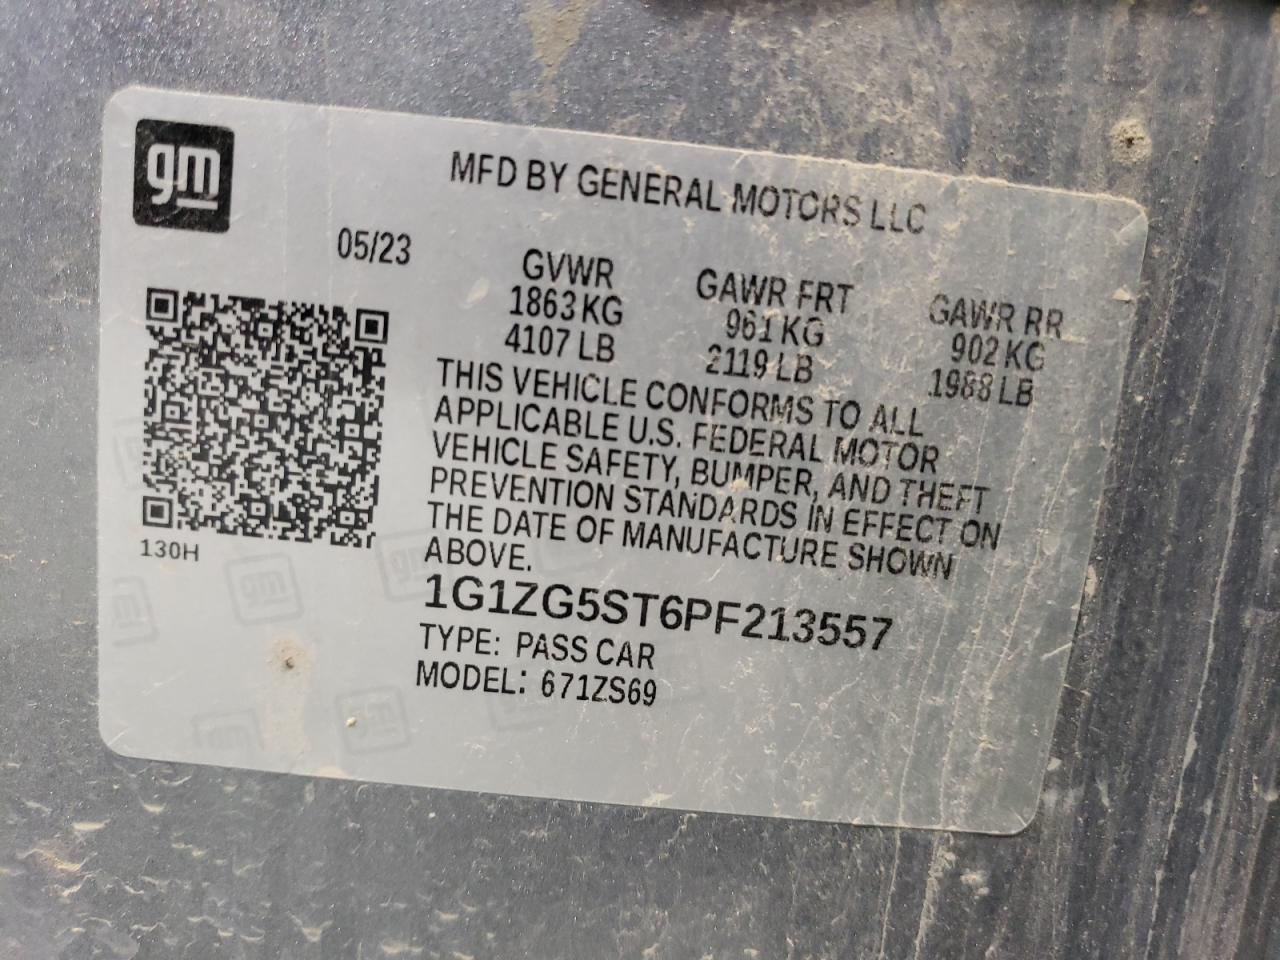 gm
MFD BY GENERAL MOTORS LLC
05/23
GVWR GAWR FRT GAWR RR
1863 KG 961 KG 902 KG
4107 LB 2119 LB 1988 LB
THIS VEHICLE CONFORMS TO ALL
APPLICABLE U.S. FEDERAL MOTOR
VEHICLE SAFETY, BUMPER, AND THEFT
PREVENTION STANDARDS IN EFFECT ON
THE DATE OF MANUFACTURE SHOWN
ABOVE.
130H
1G1ZG5ST6PF213557
TYPE: PASS CAR
MODEL: 671ZS69